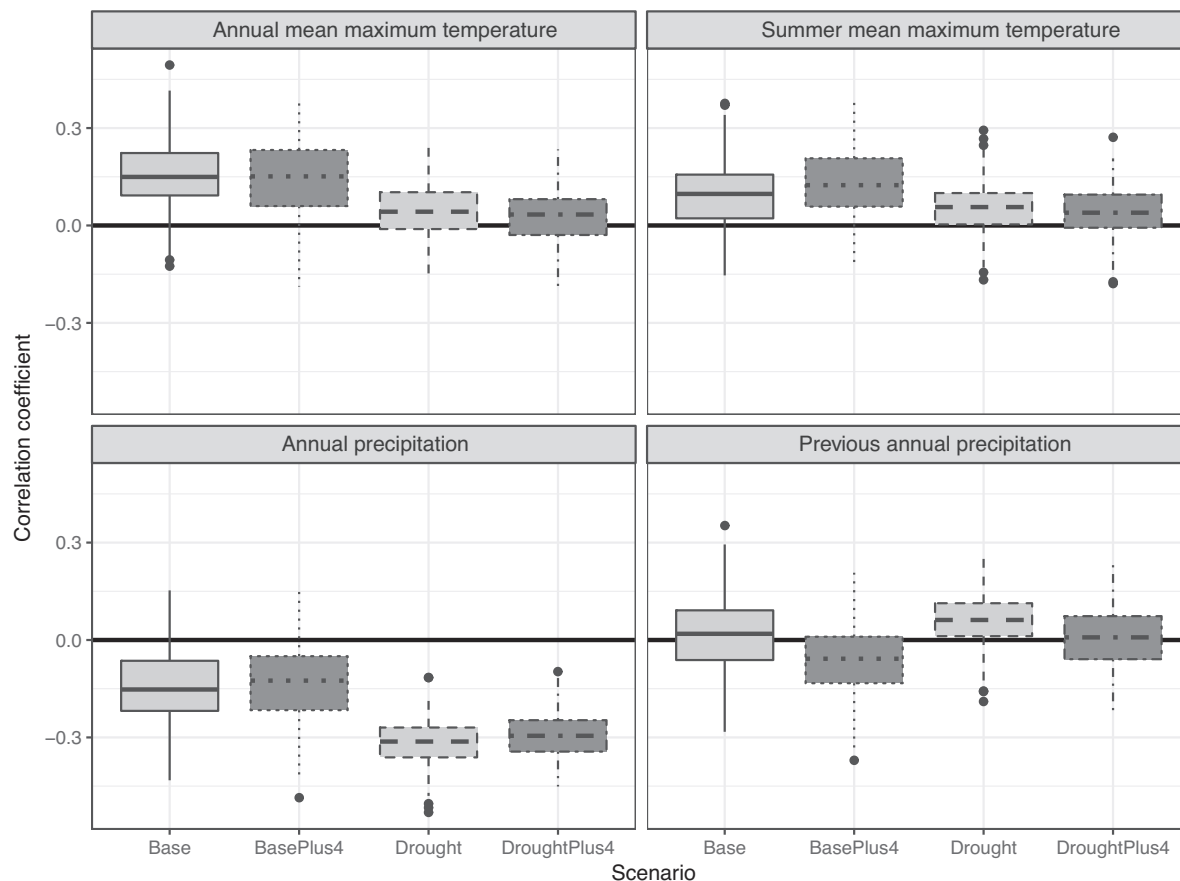 Annual mean maximum temperature
Summer mean maximum temperature
0.3
0.0
−0.3
Annual precipitation
Previous annual precipitation
0.3
0.0
−0.3
Correlation coefficient
Base BasePlus4 Drought DroughtPlus4
Base BasePlus4 Drought DroughtPlus4
Scenario